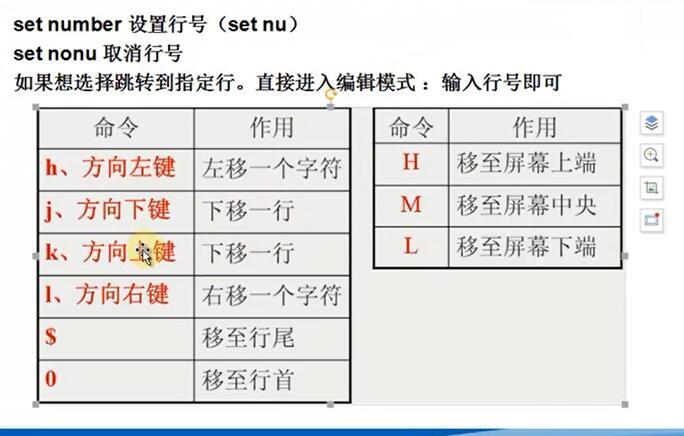 set number 设置行号（set nu）
set nonu 取消行号
如果想选择跳转到指定行。直接进入编辑模式 ：输入行号即可
命令 作用
h、方向左键 左移一个字符
j、方向下键 下移一行
k、方向上键 下移一行
l、方向右键 右移一个字符
$ 移至行尾
0 移至行首
命令 作用
H 移至屏幕上端
M 移至屏幕中央
L 移至屏幕下端